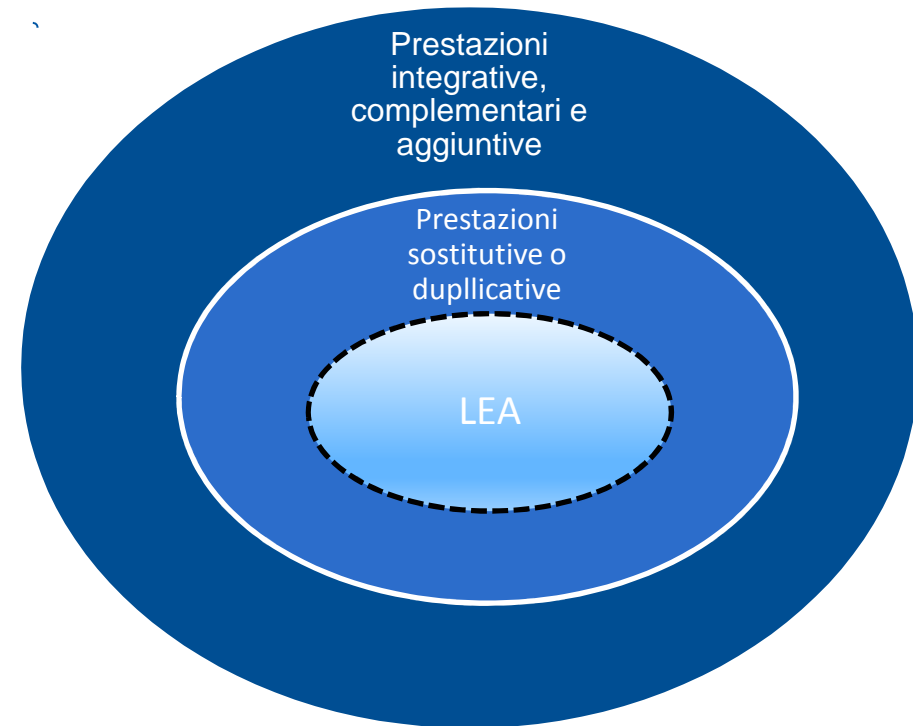 Prestazioni
integrative,
complementari e
aggiuntive
Prestazioni
sostitutive o
dupllicative
LEA